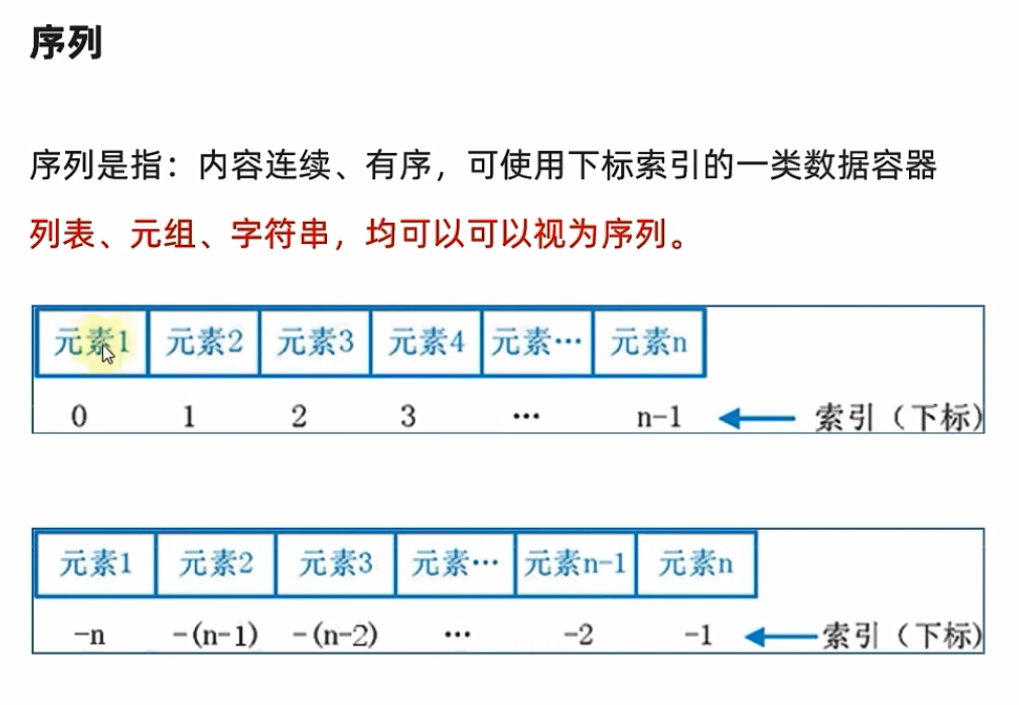 序列
序列是指：内容连续、有序，可使用下标索引的一类数据容器
列表、元组、字符串，均可以可以视为序列。
元素1 元素2 元素3 元素4 元素… 元素n
0 1 2 3 … n-1 索引（下标）
元素1 元素2 元素3 元素… 元素n-1 元素n
-n -(n-1) -(n-2) … -2 -1 索引（下标）